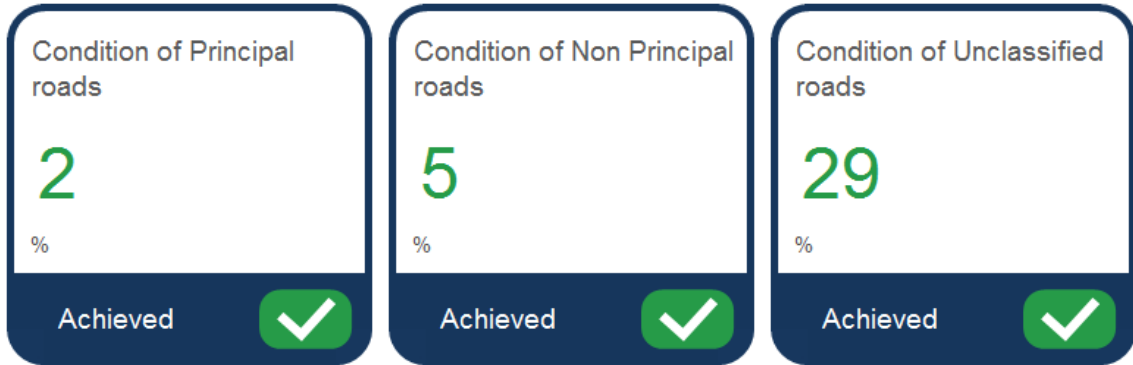 Condition of Principal
roads
2
%
Achieved
Condition of Non Principal
roads
5
%
Achieved
Condition of Unclassified
roads
29
%
Achieved